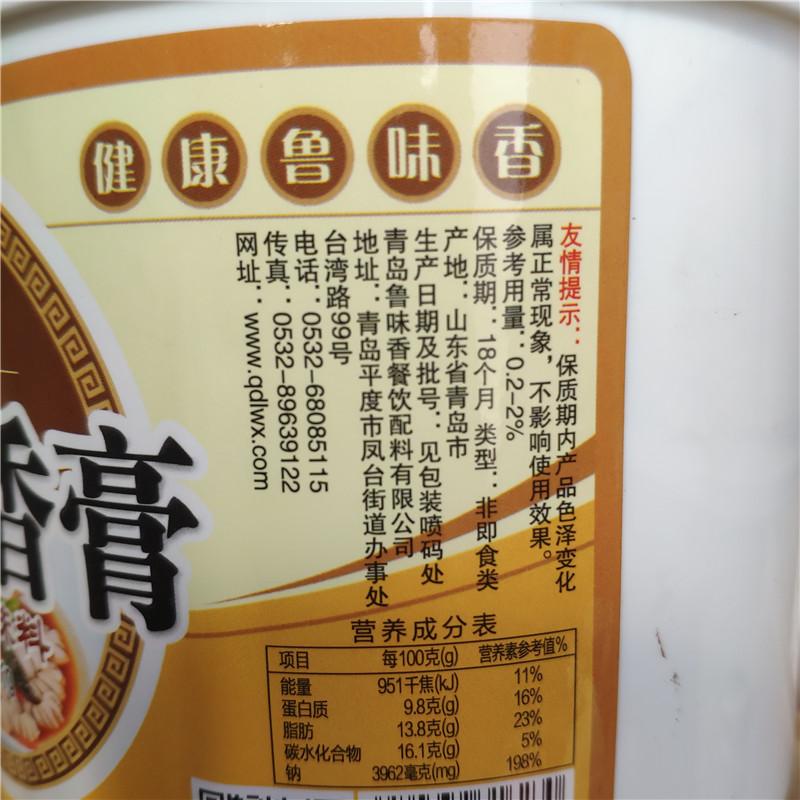 健康鲁味香
友情提示：保质期内产品色泽变化
属正常现象，不影响使用效果。
参考用量：0.2-2%
保质期：18个月 类型：非即食类
产地：山东省青岛市
生产日期及批号：见包装喷码处
青岛鲁味香餐饮配料有限公司
地址：青岛平度市凤台街道办事处
台湾路99号
电话：0532-68085115
传真：0532-89639122
网址：www.qdlwx.com
香膏
营养成分表
项目 每100克(g) 营养素参考值%
能量 951千焦(kJ) 11%
蛋白质 9.8克(g) 16%
脂肪 13.8克(g) 23%
碳水化合物 16.1克(g) 5%
钠 3962毫克(mg) 198%